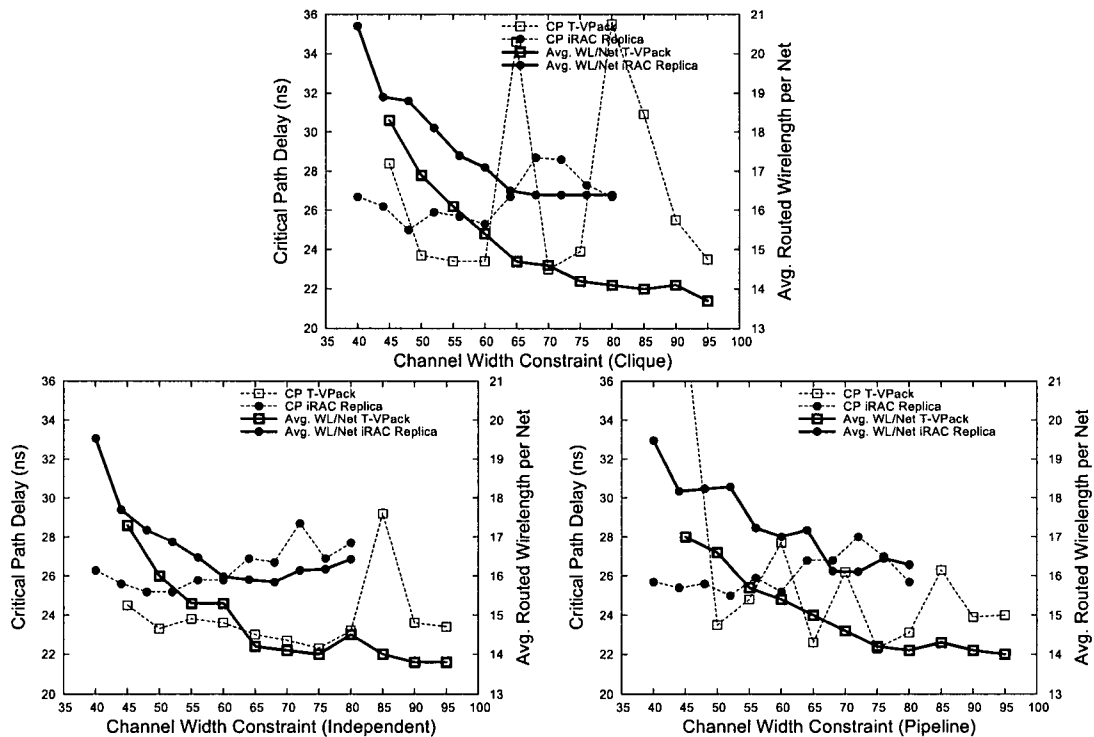 CP T-VPack
CP iRAC Replica
Avg. WL/Net T-VPack
Avg. WL/Net iRAC Replica
Critical Path Delay (ns)
36
34
32
30
28
26
24
22
20
Avg. Routed Wirelength per Net
21
20
19
18
17
16
15
14
13
35 40 45 50 55 60 65 70 75 80 85 90 95 100
Channel Width Constraint (Clique)
CP T-VPack
CP iRAC Replica
Avg. WL/Net T-VPack
Avg. WL/Net iRAC Replica
Critical Path Delay (ns)
36
34
32
30
28
26
24
22
20
Avg. Routed Wirelength per Net
21
20
19
18
17
16
15
14
13
35 40 45 50 55 60 65 70 75 80 85 90 95 100
Channel Width Constraint (Independent)
CP T-VPack
CP iRAC Replica
Avg. WL/Net T-VPack
Avg. WL/Net iRAC Replica
Critical Path Delay (ns)
36
34
32
30
28
26
24
22
20
Avg. Routed Wirelength per Net
21
20
19
18
17
16
15
14
13
35 40 45 50 55 60 65 70 75 80 85 90 95 100
Channel Width Constraint (Pipeline)